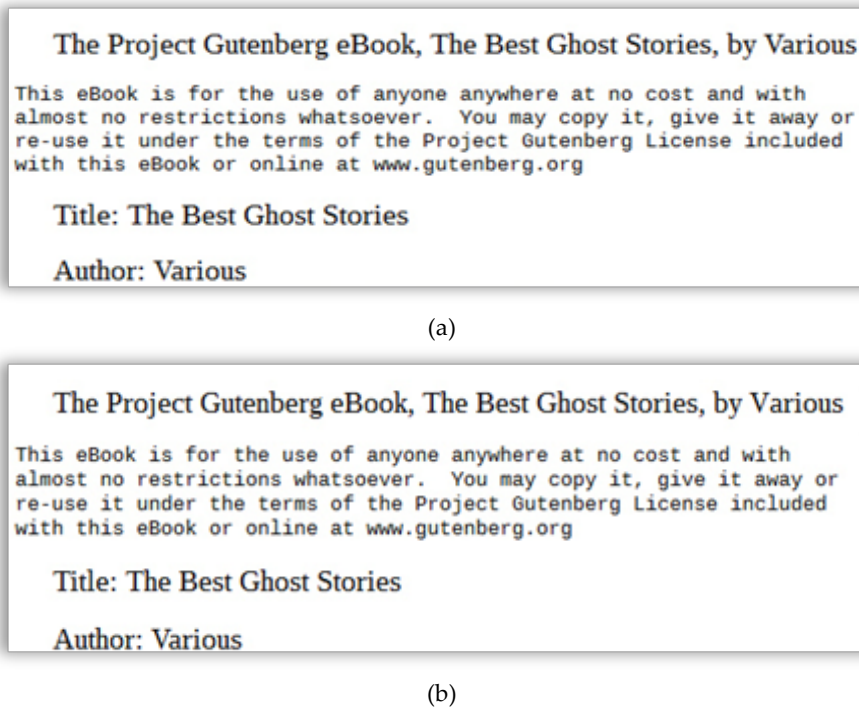 The Project Gutenberg eBook, The Best Ghost Stories, by Various
This eBook is for the use of anyone anywhere at no cost and with
almost no restrictions whatsoever.  You may copy it, give it away or
re-use it under the terms of the Project Gutenberg License included
with this eBook or online at www.gutenberg.org
Title: The Best Ghost Stories
Author: Various
(a)
The Project Gutenberg eBook, The Best Ghost Stories, by Various
This eBook is for the use of anyone anywhere at no cost and with
almost no restrictions whatsoever.  You may copy it, give it away or
re-use it under the terms of the Project Gutenberg License included
with this eBook or online at www.gutenberg.org
Title: The Best Ghost Stories
Author: Various
(b)